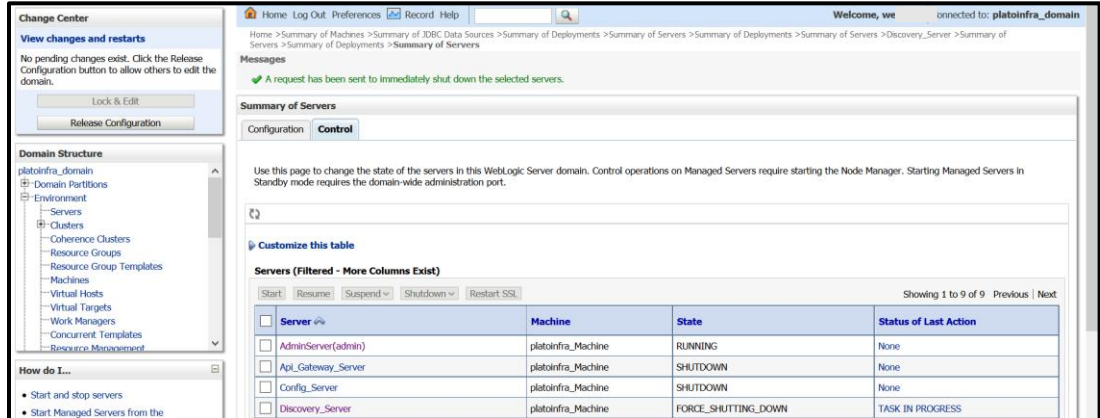 Change Center
View changes and restarts
No pending changes exist. Click the Release
Configuration button to allow others to edit the
domain.
Lock & Edit
Release Configuration
Domain Structure
platoinfra_domain
Domain Partitions
Environment
Servers
Clusters
Coherence Clusters
Resource Groups
Resource Group Templates
Machines
Virtual Hosts
Virtual Targets
Work Managers
Concurrent Templates
Resource Management
How do I...
Start and stop servers
Start Managed Servers from the
Home Log Out Preferences Record Help
Welcome, we onnected to: platoinfra_domain
Home >Summary of Machines >Summary of JDBC Data Sources >Summary of Deployments >Summary of Servers >Summary of Deployments >Summary of Servers >Discovery_Server >Summary of
Servers >Summary of Deployments >Summary of Servers
Messages
A request has been sent to immediately shut down the selected servers.
Summary of Servers
Configuration Control
Use this page to change the state of the servers in this WebLogic Server domain. Control operations on Managed Servers require starting the Node Manager. Starting Managed Servers in
Standby mode requires the domain-wide administration port.
Customize this table
Servers (Filtered - More Columns Exist)
Start Resume Suspend Shutdown Restart SSL Showing 1 to 9 of 9 Previous | Next
Server Machine State Status of Last Action
AdminServer(admin) platoinfra_Machine RUNNING None
Api_Gateway_Server platoinfra_Machine SHUTDOWN None
Config_Server platoinfra_Machine SHUTDOWN None
Discovery_Server platoinfra_Machine FORCE_SHUTTING_DOWN TASK IN PROGRESS